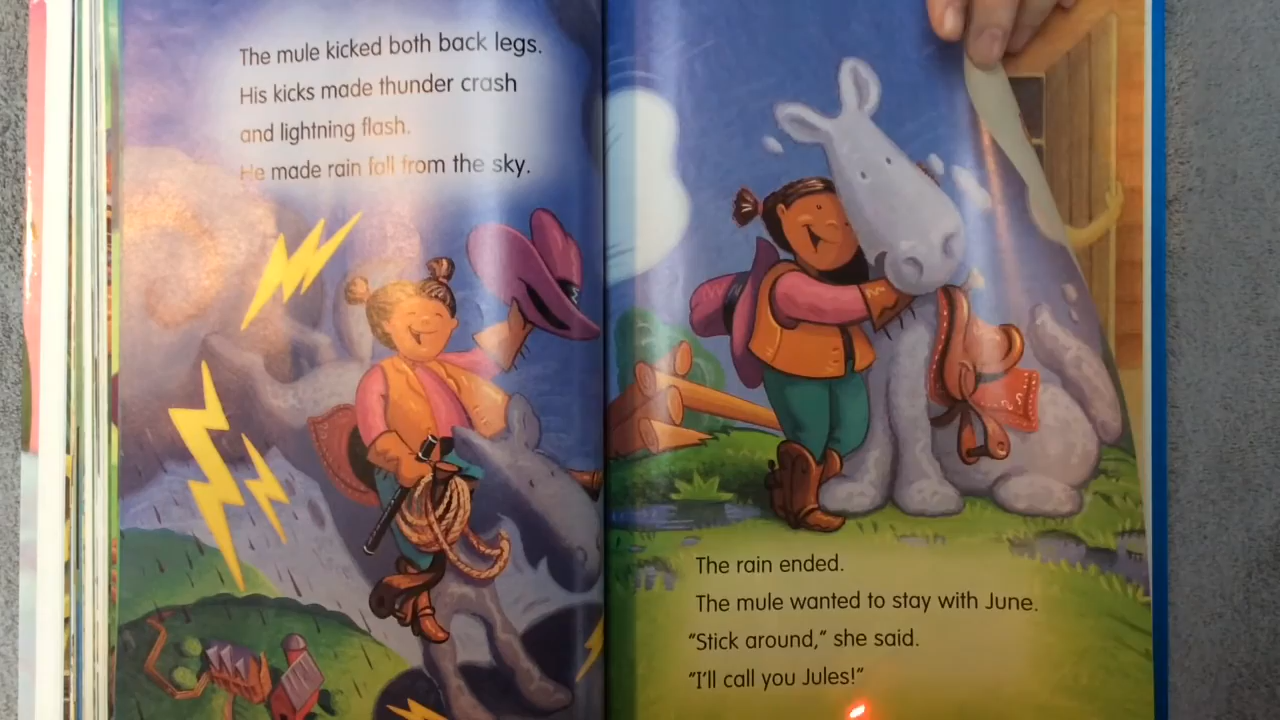 The mule kicked both back legs.
His kicks made thunder crash
and lightning flash.
He made rain fall from the sky.
The rain ended.
The mule wanted to stay with June.
“Stick around,” she said.
“I’ll call you Jules!”